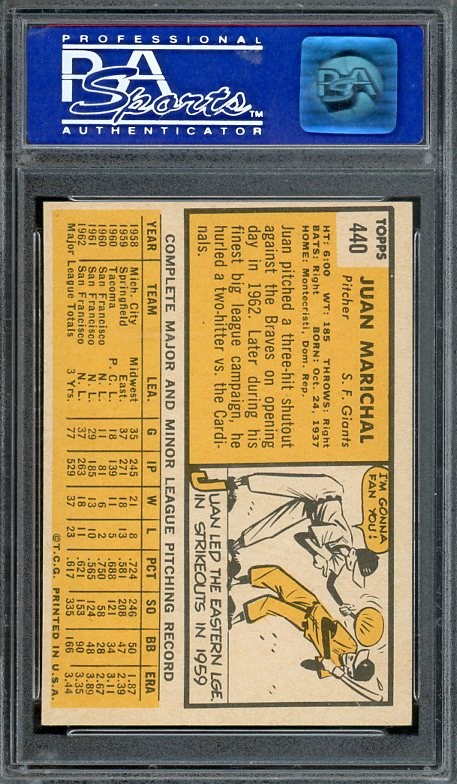 PROFESSIONAL
PSA
Sports TM
AUTHENTICATOR
PSA
TOPPS
440
JUAN MARICHAL
Pitcher S. F. Giants
HT: 6:00 WT: 185 THROWS: Right
BATS: Right BORN: Oct. 24, 1937
HOME: Montecristi, Dom. Rep.
Juan pitched a three-hit shutout
against the Braves on opening
day in 1962. Later during his
finest big league campaign, he
hurled a two-hitter vs. the Cardi-
nals.
I'M GONNA
FAN YOU!
JUAN LED THE EASTERN LGE.
IN STRIKEOUTS IN 1959
COMPLETE MAJOR AND MINOR LEAGUE PITCHING RECORD
YEAR TEAM LEA. G IP W L PCT SO BB ERA
1958 Mich. City Midwest 35 245 21 8 .724 246 50 1.87
1959 Springfield East. 37 271 18 13 .581 208 47 2.39
1960 Tacoma P. C. L. 18 139 11 5 .688 121 34 3.11
1960 San Francisco N. L. 11 81 6 2 .750 58 28 2.67
1961 San Francisco N. L. 29 185 13 10 .565 124 48 3.89
1962 San Francisco N. L. 37 263 18 11 .621 153 90 3.35
Major League Totals 3 Yrs. 77 529 37 23 .617 335 166 3.44
©T.C.G. PRINTED IN U.S.A.